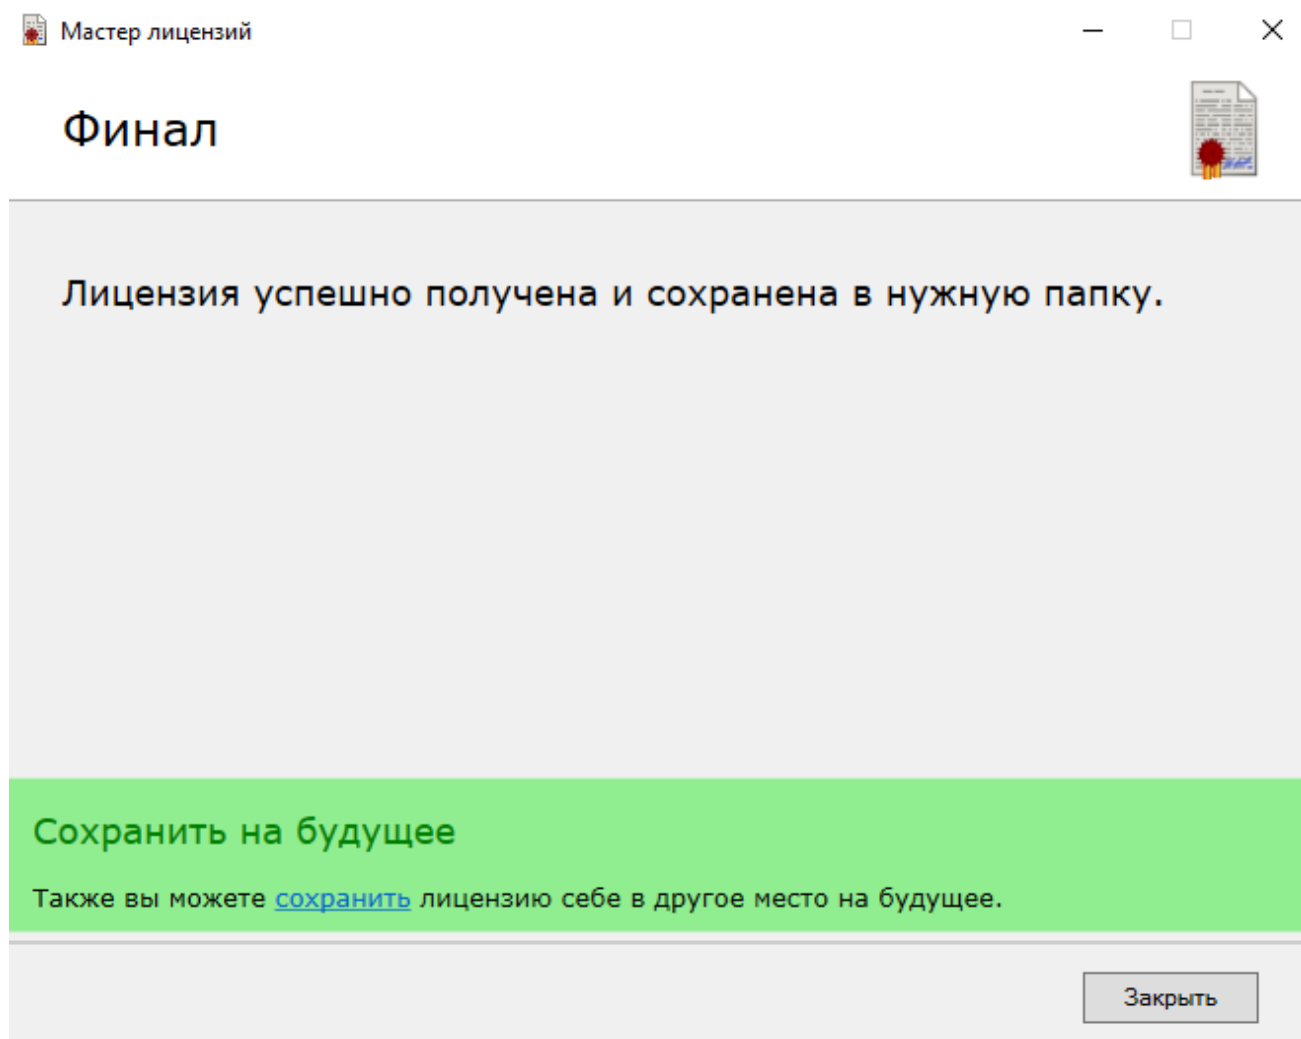 Мастер лицензий
Финал
Лицензия успешно получена и сохранена в нужную папку.
Сохранить на будущее
Также вы можете сохранить лицензию себе в другое место на будущее.
Закрыть